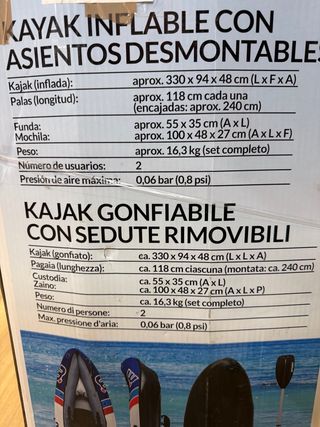 KAYAK INFLABLE CON
ASIENTOS DESMONTABLES
Kajak (inflada): aprox. 330 x 94 x 48 cm (L x F x A)
Palas (longitud): aprox. 118 cm cada una
(encajadas: aprox. 240 cm)
Funda: aprox. 55 x 35 cm (A x L)
Mochila: aprox. 100 x 48 x 27 cm (A x L x F)
Peso: aprox. 16,3 kg (set completo)
Número de usuarios: 2
Presión de aire máxima: 0,06 bar (0,8 psi)
KAJAK GONFIABILE
CON SEDUTE RIMOVIBILI
Kajak (gonfiato): ca. 330 x 94 x 48 cm (L x L x A)
Pagaia (lunghezza): ca. 118 cm ciascuna (montata: ca. 240 cm)
Custodia: ca. 55 x 35 cm (A x L)
Zaino: ca. 100 x 48 x 27 cm (A x L x P)
Peso: ca. 16,3 kg (set completo)
Numero di persone: 2
Max. pressione d'aria: 0,06 bar (0,8 psi)